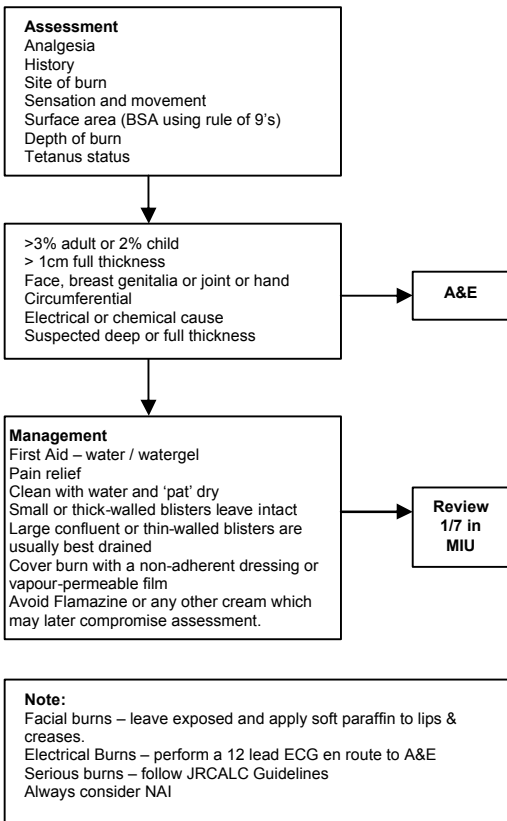 Assessment
Analgesia
History
Site of burn
Sensation and movement
Surface area (BSA using rule of 9's)
Depth of burn
Tetanus status
>3% adult or 2% child
> 1cm full thickness
Face, breast genitalia or joint or hand
Circumferential
Electrical or chemical cause
Suspected deep or full thickness
A&E
Management
First Aid – water / watergel
Pain relief
Clean with water and 'pat' dry
Small or thick-walled blisters leave intact
Large confluent or thin-walled blisters are
usually best drained
Cover burn with a non-adherent dressing or
vapour-permeable film
Avoid Flamazine or any other cream which
may later compromise assessment.
Review
1/7 in
MIU
Note:
Facial burns – leave exposed and apply soft paraffin to lips &
creases.
Electrical Burns – perform a 12 lead ECG en route to A&E
Serious burns – follow JRCALC Guidelines
Always consider NAI